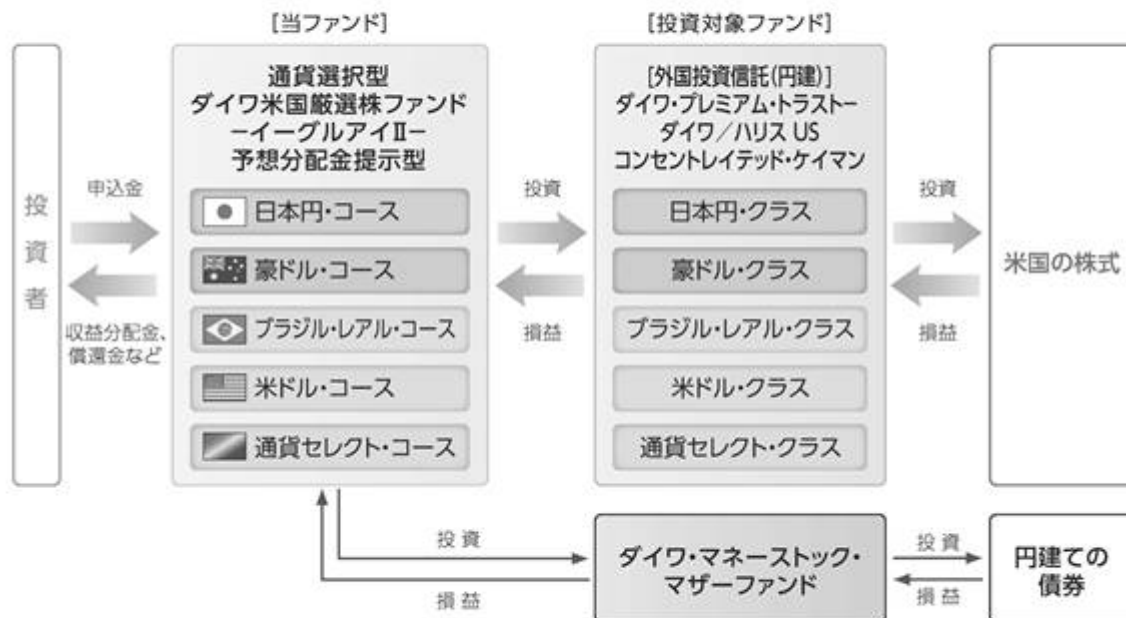 [当ファンド]
[投資対象ファンド]
投資者
申込金
収益分配金、
償還金など
通貨選択型
ダイワ米国厳選株ファンド
－イーグルアイⅡ－
予想分配金提示型
日本円・コース
豪ドル・コース
ブラジル・レアル・コース
米ドル・コース
通貨セレクト・コース
投資
損益
[外国投資信託(円建)]
ダイワ・プレミアム・トラスト－
ダイワ／ハリス US
コンセントレイテッド・ケイマン
日本円・クラス
豪ドル・クラス
ブラジル・レアル・クラス
米ドル・クラス
通貨セレクト・クラス
投資
損益
米国の株式
投資
損益
ダイワ・マネーストック・
マザーファンド
投資
損益
円建ての
債券